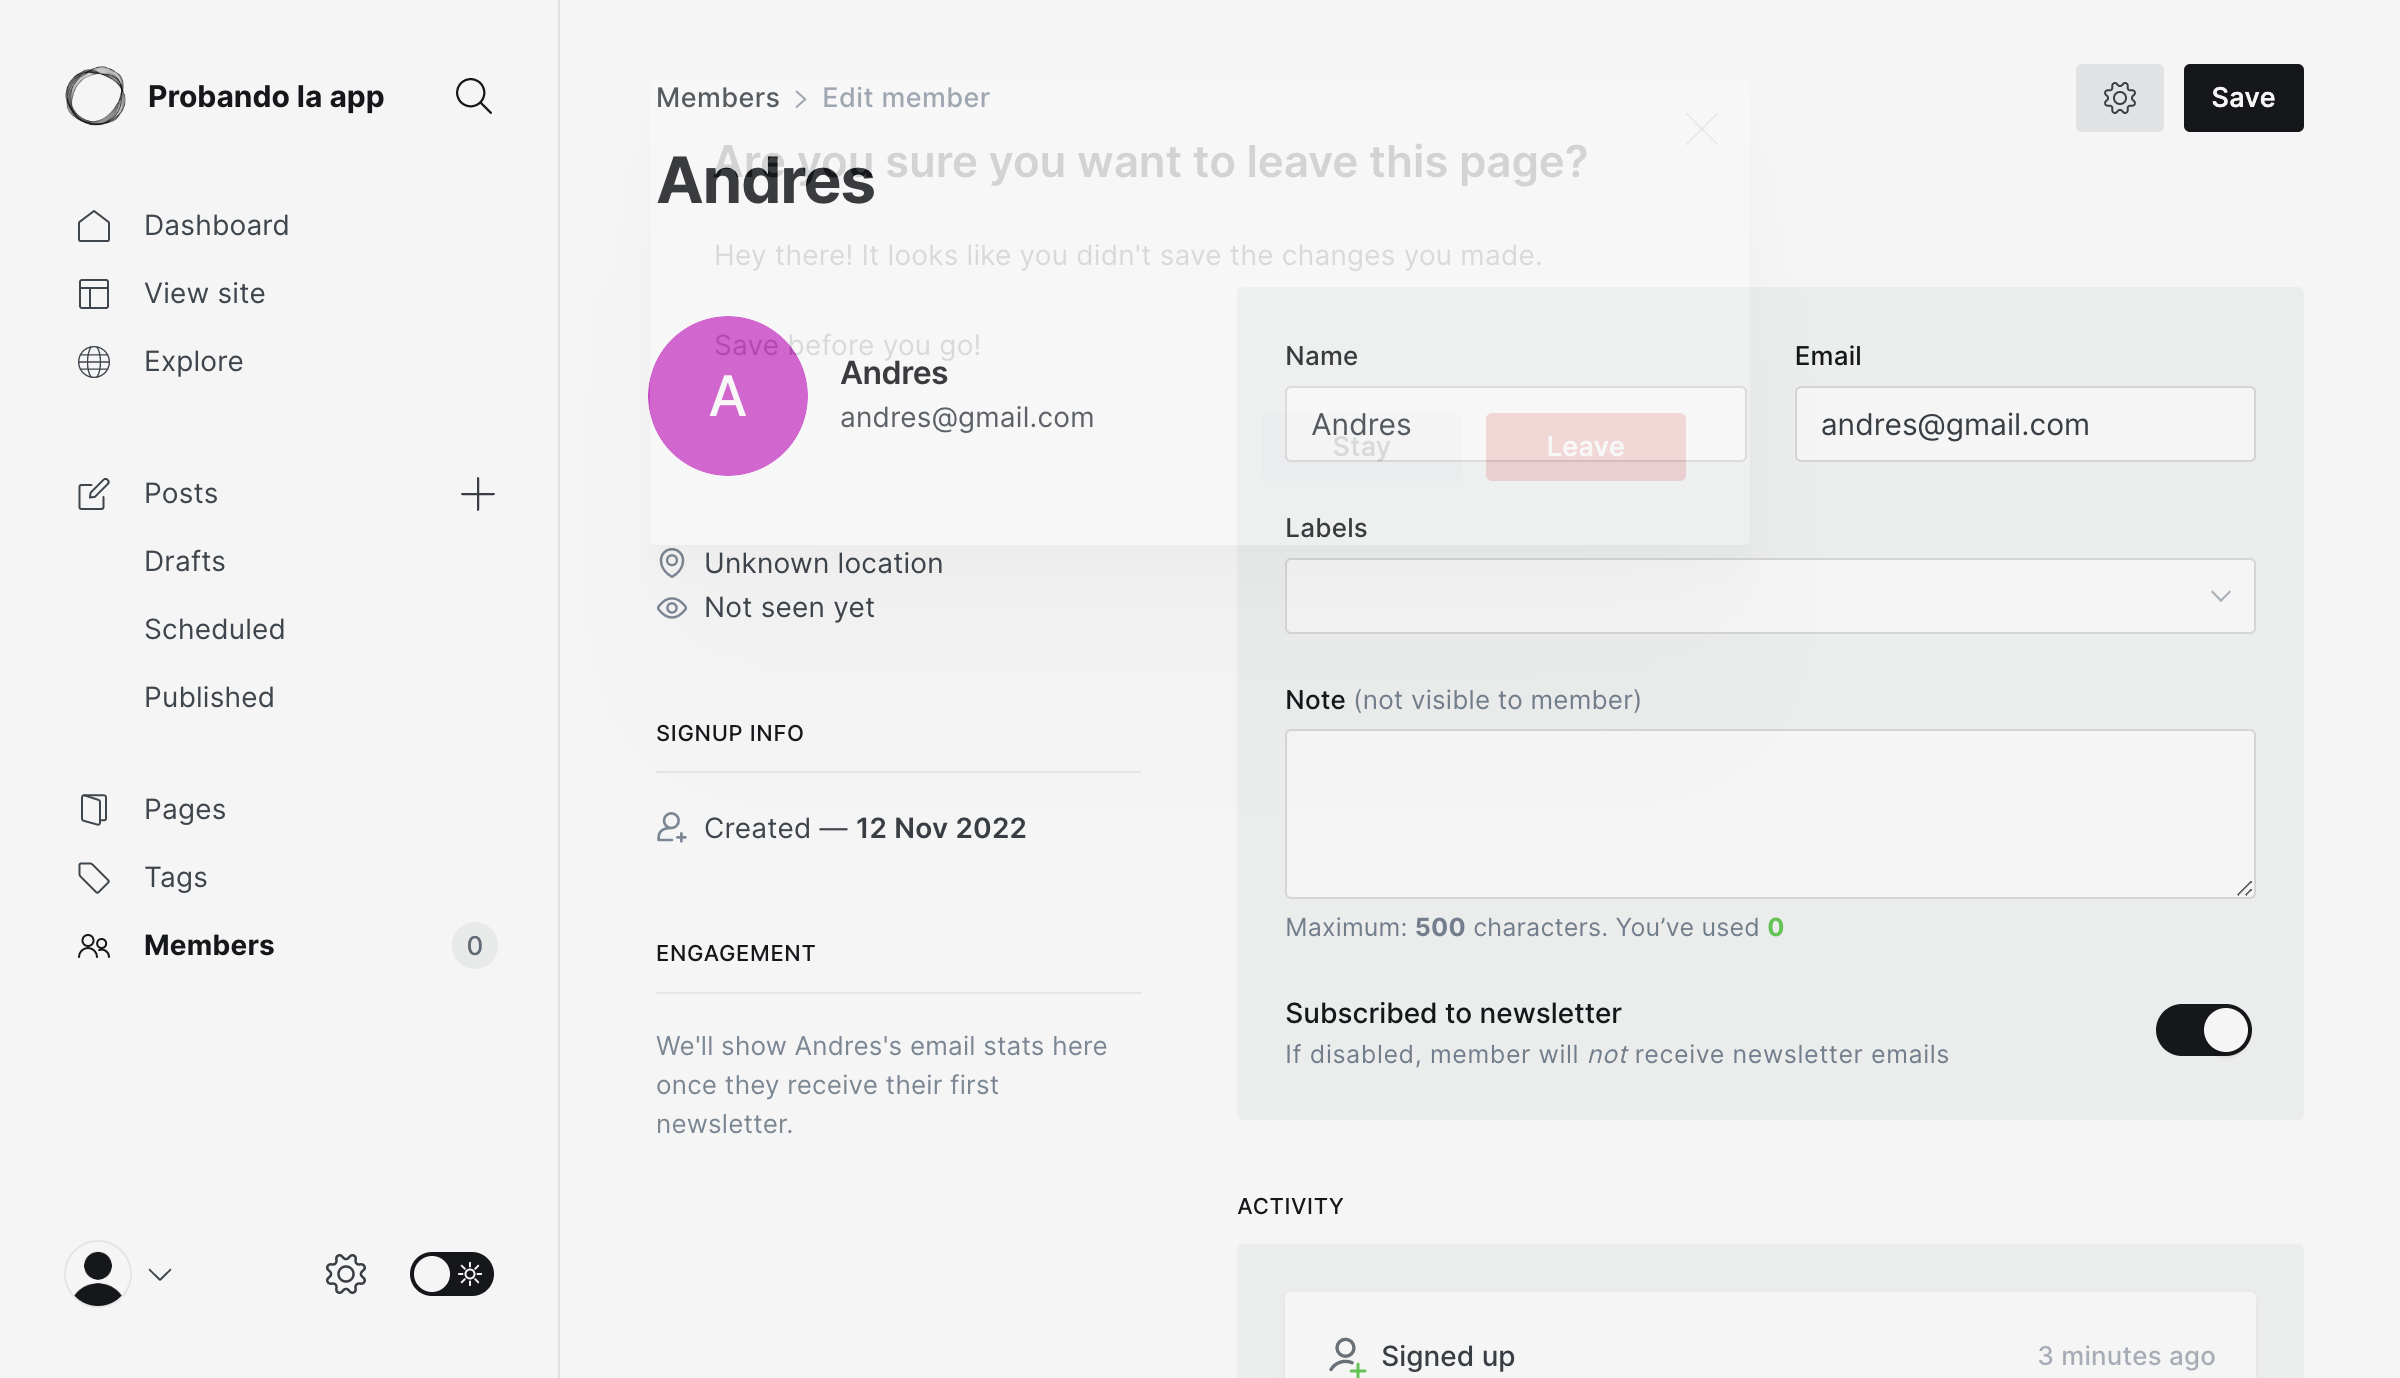 Probando la app
Dashboard
View site
Explore
Posts
Drafts
Scheduled
Published
Pages
Tags
Members
0
Members > Edit member
Save
Are you sure you want to leave this page?
Andres
Hey there! It looks like you didn't save the changes you made.
Save before you go!
A
Andres
andres@gmail.com
Stay
Leave
Unknown location
Not seen yet
SIGNUP INFO
Created — 12 Nov 2022
ENGAGEMENT
We'll show Andres's email stats here
once they receive their first
newsletter.
Name
Andres
Email
andres@gmail.com
Labels
Note (not visible to member)
Maximum: 500 characters. You’ve used 0
Subscribed to newsletter
If disabled, member will not receive newsletter emails
ACTIVITY
Signed up
3 minutes ago